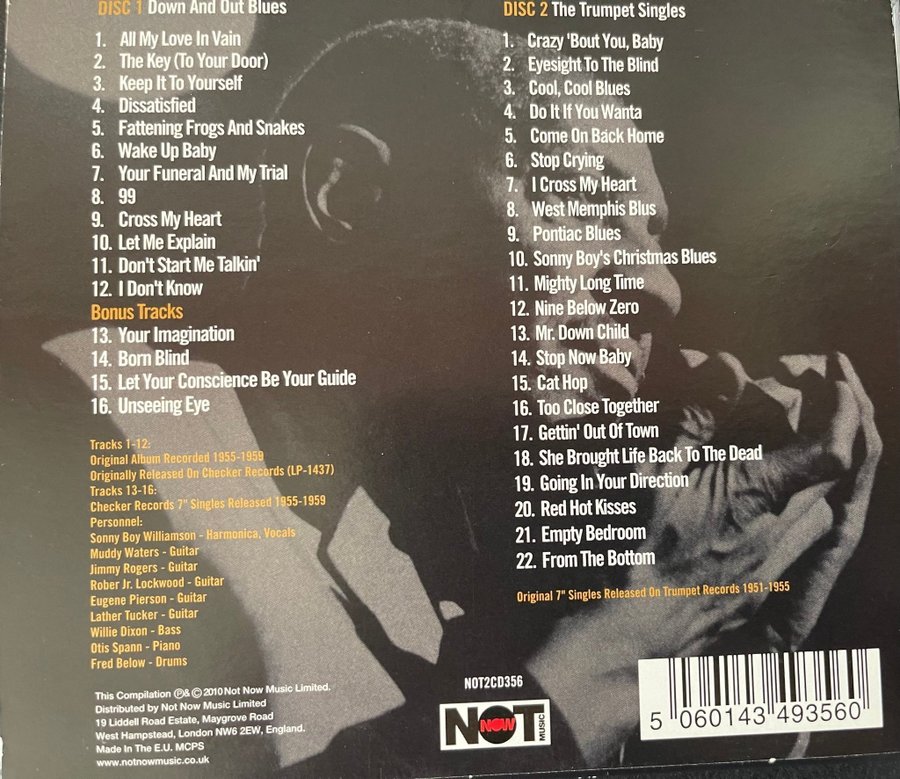 DISC 1 Down And Out Blues
1. All My Love In Vain
2. The Key (To Your Door)
3. Keep It To Yourself
4. Dissatisfied
5. Fattening Frogs And Snakes
6. Wake Up Baby
7. Your Funeral And My Trial
8. 99
9. Cross My Heart
10. Let Me Explain
11. Don't Start Me Talkin'
12. I Don't Know
Bonus Tracks
13. Your Imagination
14. Born Blind
15. Let Your Conscience Be Your Guide
16. Unseeing Eye
Tracks 1-12:
Original Album Recorded 1955-1959
Originally Released On Checker Records (LP-1437)
Tracks 13-16:
Checker Records 7" Singles Released 1955-1959
Personnel:
Sonny Boy Williamson - Harmonica, Vocals
Muddy Waters - Guitar
Jimmy Rogers - Guitar
Rober Jr. Lockwood - Guitar
Eugene Pierson - Guitar
Lather Tucker - Guitar
Willie Dixon - Bass
Otis Spann - Piano
Fred Below - Drums
This Compilation ℗& © 2010 Not Now Music Limited.
Distributed by Not Now Music Limited
19 Liddell Road Estate, Maygrove Road
West Hampstead, London NW6 2EW, England.
Made In The E.U. MCPS
www.notnowmusic.co.uk
DISC 2 The Trumpet Singles
1. Crazy 'Bout You, Baby
2. Eyesight To The Blind
3. Cool, Cool Blues
4. Do It If You Wanta
5. Come On Back Home
6. Stop Crying
7. I Cross My Heart
8. West Memphis Blus
9. Pontiac Blues
10. Sonny Boy's Christmas Blues
11. Mighty Long Time
12. Nine Below Zero
13. Mr. Down Child
14. Stop Now Baby
15. Cat Hop
16. Too Close Together
17. Gettin' Out Of Town
18. She Brought Life Back To The Dead
19. Going In Your Direction
20. Red Hot Kisses
21. Empty Bedroom
22. From The Bottom
Original 7" Singles Released On Trumpet Records 1951-1955
NOT2CD356
NOT NOW MUSIC
5 060143 493560